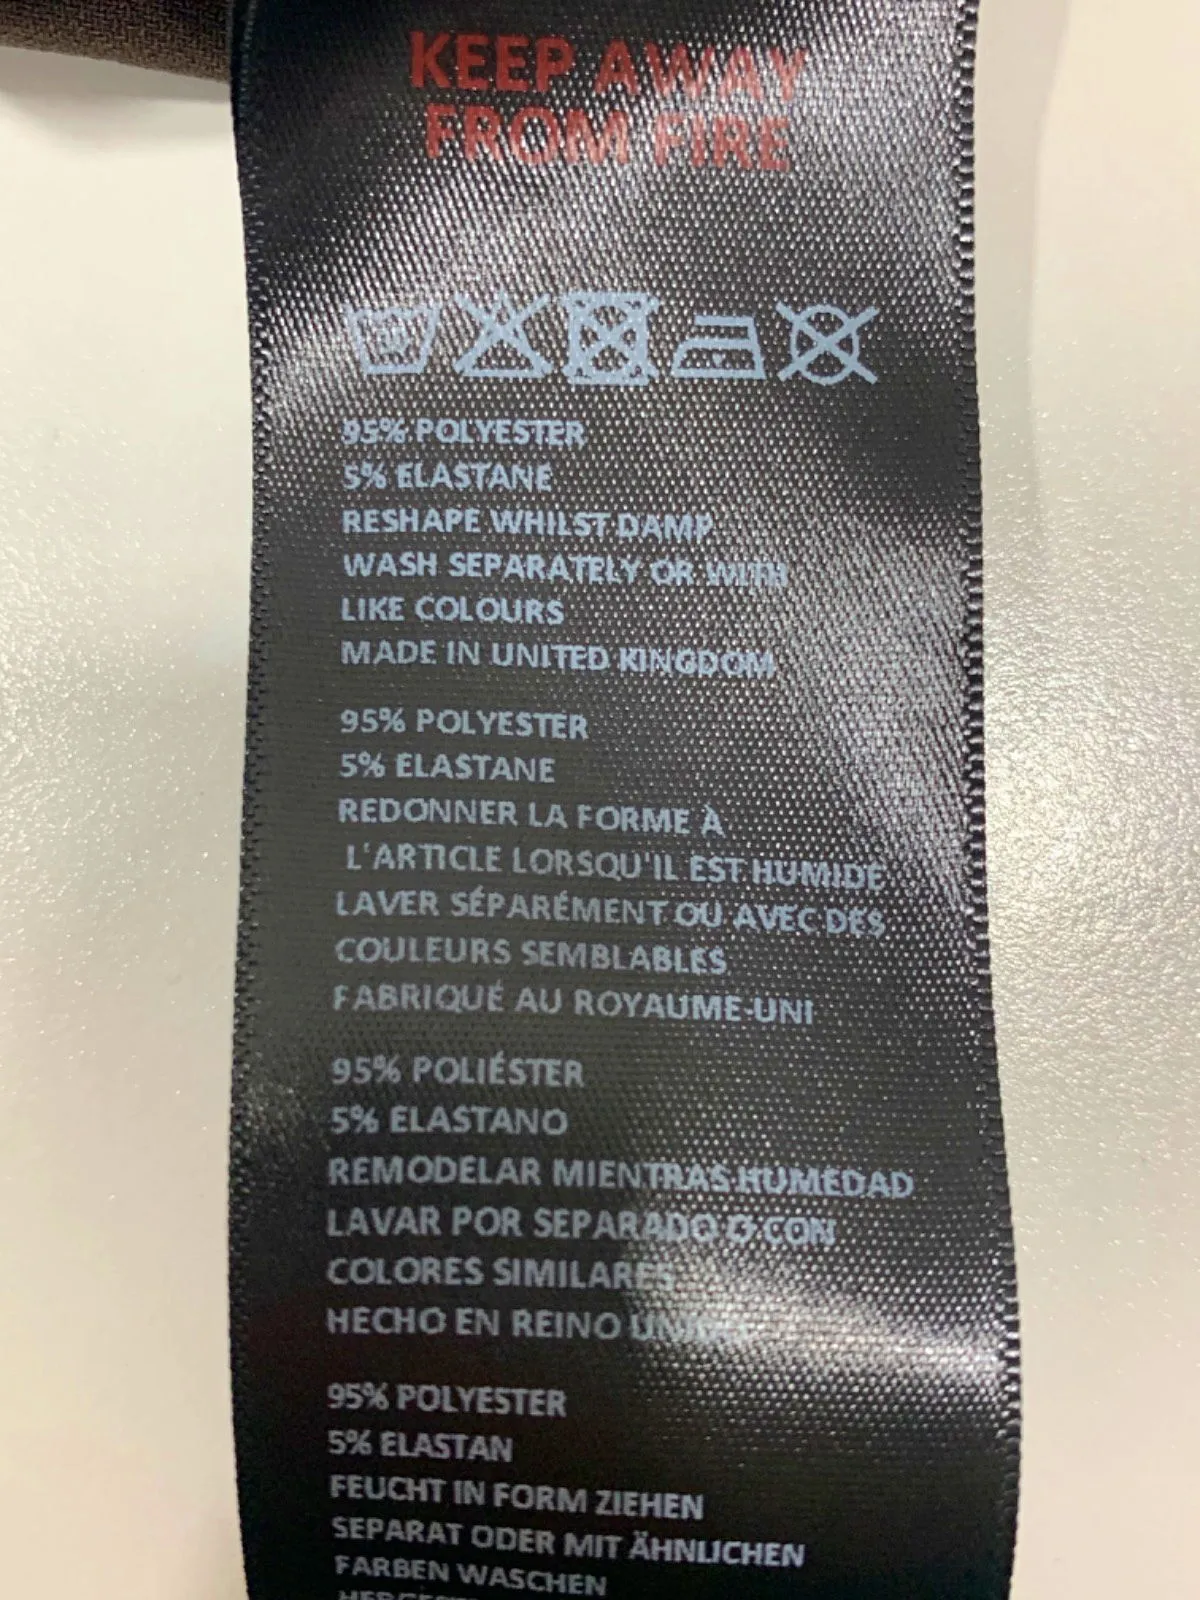 KEEP AWAY
FROM FIRE
95% POLYESTER
5% ELASTANE
RESHAPE WHILST DAMP
WASH SEPARATELY OR WITH
LIKE COLOURS
MADE IN UNITED KINGDOM
95% POLYESTER
5% ELASTANE
REDONNER LA FORME À
L'ARTICLE LORSQU'IL EST HUMIDE
LAVER SÉPARÉMENT OU AVEC DES
COULEURS SEMBLABLES
FABRIQUÉ AU ROYAUME-UNI
95% POLIÉSTER
5% ELASTANO
REMODELAR MIENTRAS HUMEDAD
LAVAR POR SEPARADO O CON
COLORES SIMILARES
HECHO EN REINO
95% POLYESTER
5% ELASTAN
FEUCHT IN FORM ZIEHEN
SEPARAT ODER MIT ÄHNLICHEN
FARBEN WASCHEN